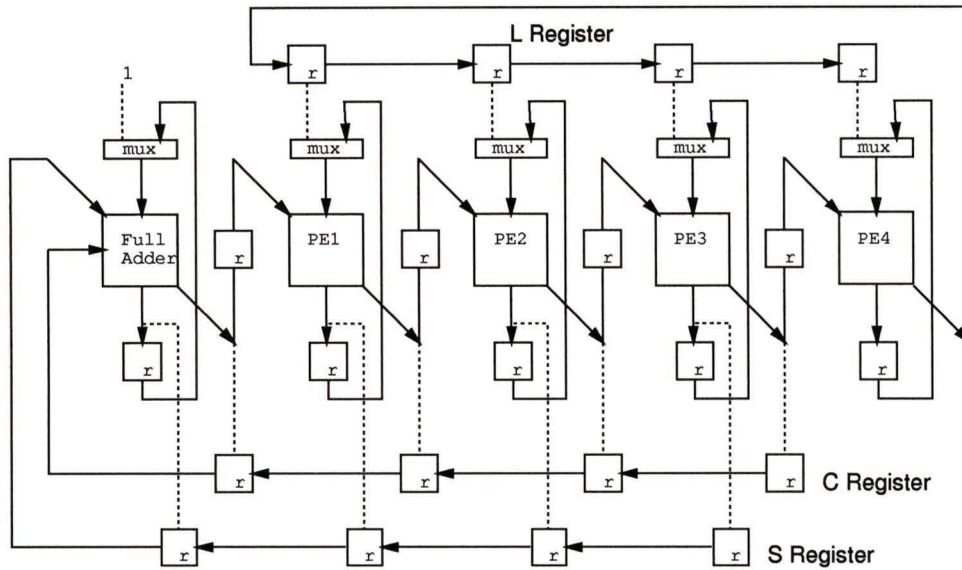 L Register
r r r r
1
mux mux mux mux mux
Full
Adder
PE1 PE2 PE3 PE4
r r r r
r r r r r
r r r r
C Register
r r r r
S Register